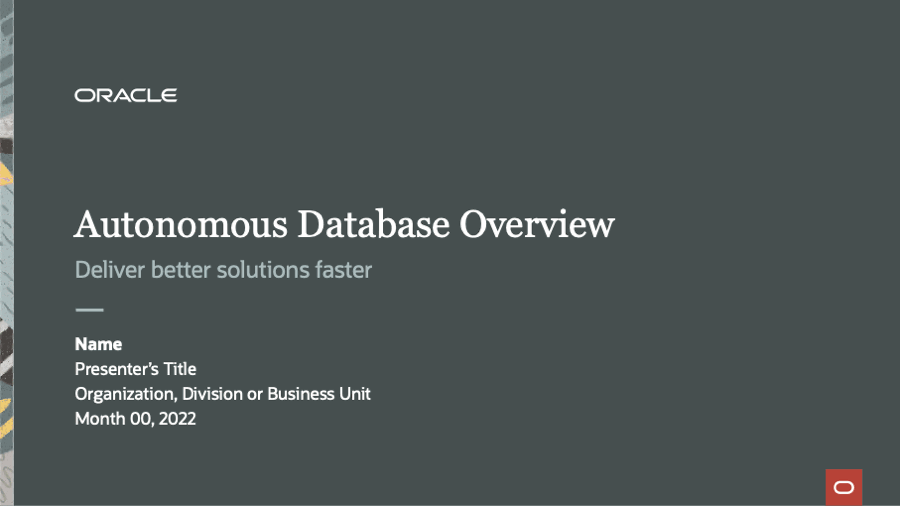 ORACLE
Autonomous Database Overview
Deliver better solutions faster
Name
Presenter's Title
Organization, Division or Business Unit
Month 00, 2022